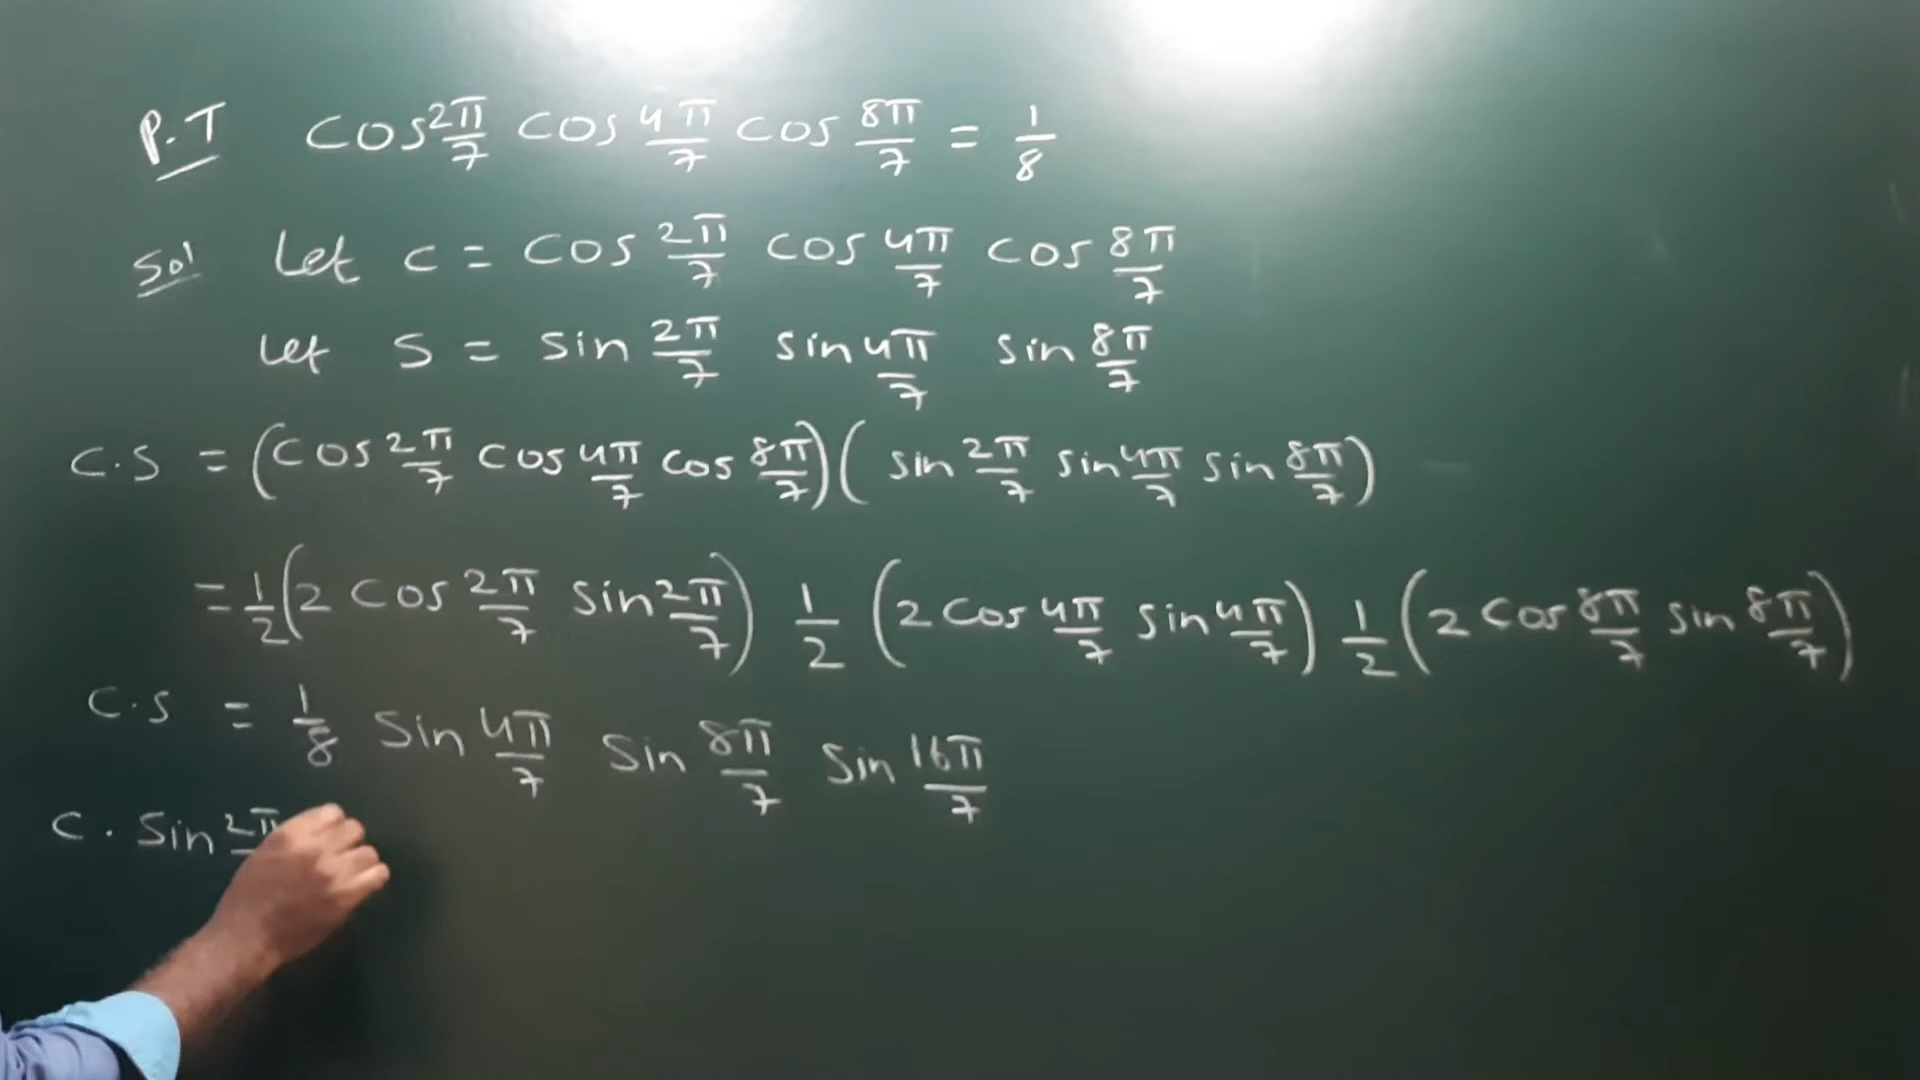 P.T cos 2π/7 cos 4π/7 cos 8π/7 = 1/8
Sol Let c = cos 2π/7 cos 4π/7 cos 8π/7
Let s = sin 2π/7 sin 4π/7 sin 8π/7
C.S = (cos 2π/7 cos 4π/7 cos 8π/7)(sin 2π/7 sin 4π/7 sin 8π/7)
= 1/2 (2 cos 2π/7 sin 2π/7) 1/2 (2 cos 4π/7 sin 4π/7) 1/2 (2 cos 8π/7 sin 8π/7)
C.S = 1/8 sin 4π/7 sin 8π/7 sin 16π/7
C. sin 2π